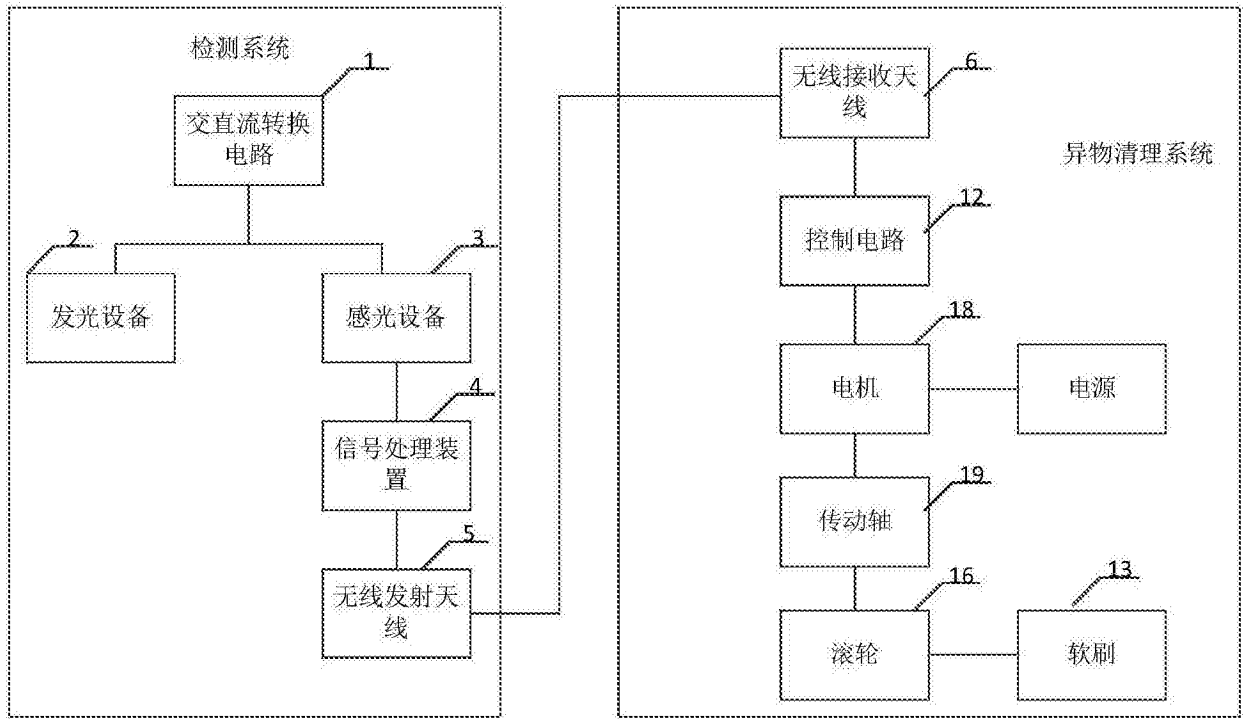 检测系统
1
交直流转换
电路
2
发光设备
3
感光设备
4
信号处理装
置
5
无线发射天
线
无线接收天
线
6
异物清理系统
控制电路
12
电机
18
电源
传动轴
19
滚轮
16
软刷
13